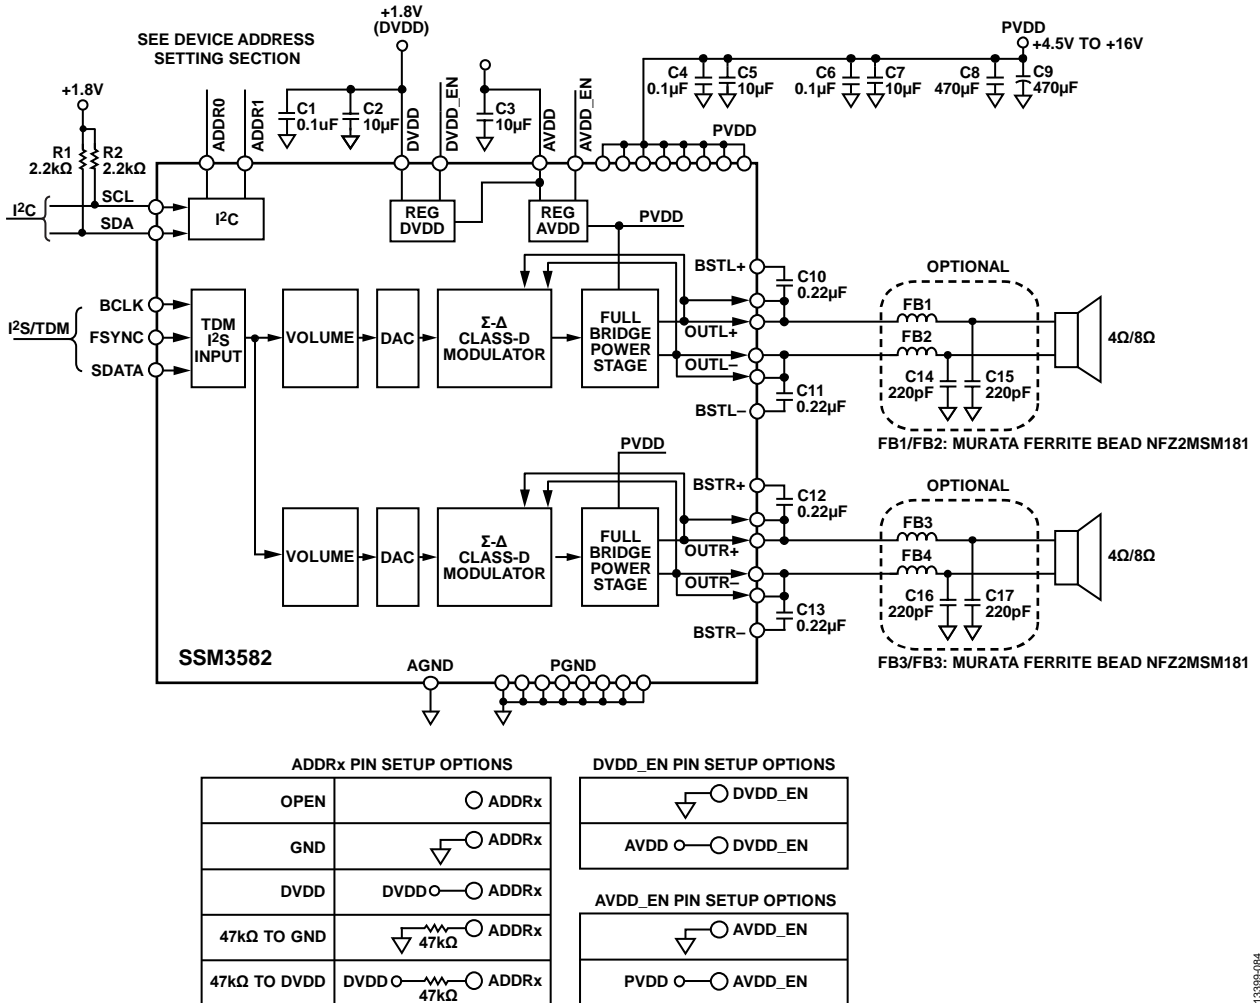 +1.8V
(DVDD)
SEE DEVICE ADDRESS
SETTING SECTION
PVDD
+4.5V TO +16V
+1.8V
R1
2.2kΩ
R2
2.2kΩ
ADDR0
ADDR1
C1
0.1uF
C2
10µF
DVDD
DVDD_EN
C3
10µF
AVDD
AVDD_EN
C4
0.1µF
C5
10µF
C6
0.1µF
C7
10µF
C8
470µF
C9
470µF
PVDD
I²C
SCL
SDA
I²C
REG
DVDD
REG
AVDD
PVDD
I²S/TDM
BCLK
FSYNC
SDATA
TDM
I²S
INPUT
VOLUME
DAC
Σ-Δ
CLASS-D
MODULATOR
FULL
BRIDGE
POWER
STAGE
BSTL+
OUTL+
OUTL–
BSTL–
C10
0.22µF
C11
0.22µF
OPTIONAL
FB1
FB2
C14
220pF
C15
220pF
4Ω/8Ω
FB1/FB2: MURATA FERRITE BEAD NFZ2MSM181
PVDD
VOLUME
DAC
Σ-Δ
CLASS-D
MODULATOR
FULL
BRIDGE
POWER
STAGE
BSTR+
OUTR+
OUTR–
BSTR–
C12
0.22µF
C13
0.22µF
OPTIONAL
FB3
FB4
C16
220pF
C17
220pF
4Ω/8Ω
FB3/FB3: MURATA FERRITE BEAD NFZ2MSM181
SSM3582
AGND
PGND
ADDRx PIN SETUP OPTIONS
OPEN
ADDRx
GND
ADDRx
DVDD
DVDD
ADDRx
47kΩ TO GND
47kΩ
ADDRx
47kΩ TO DVDD
DVDD
47kΩ
ADDRx
DVDD_EN PIN SETUP OPTIONS
DVDD_EN
AVDD
DVDD_EN
AVDD_EN PIN SETUP OPTIONS
AVDD_EN
PVDD
AVDD_EN
13399-084